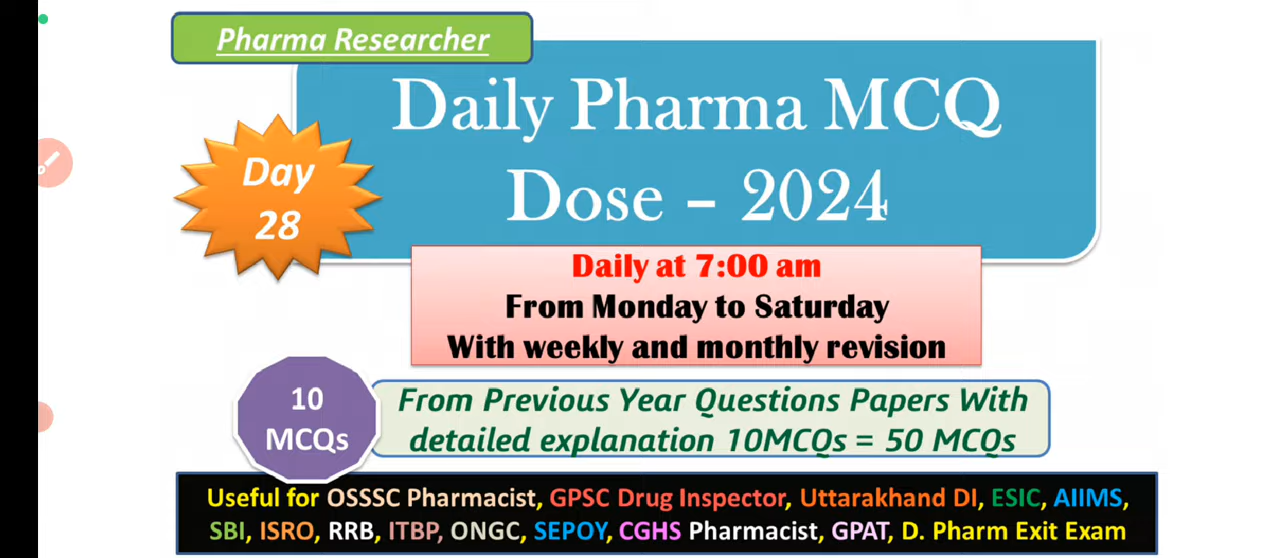 Pharma Researcher
Daily Pharma MCQ
Dose – 2024
Day
28
Daily at 7:00 am
From Monday to Saturday
With weekly and monthly revision
10
MCQs
From Previous Year Questions Papers With
detailed explanation 10MCQs = 50 MCQs
Useful for OSSSC Pharmacist, GPSC Drug Inspector, Uttarakhand DI, ESIC, AIIMS,
SBI, ISRO, RRB, ITBP, ONGC, SEPOY, CGHS Pharmacist, GPAT, D. Pharm Exit Exam